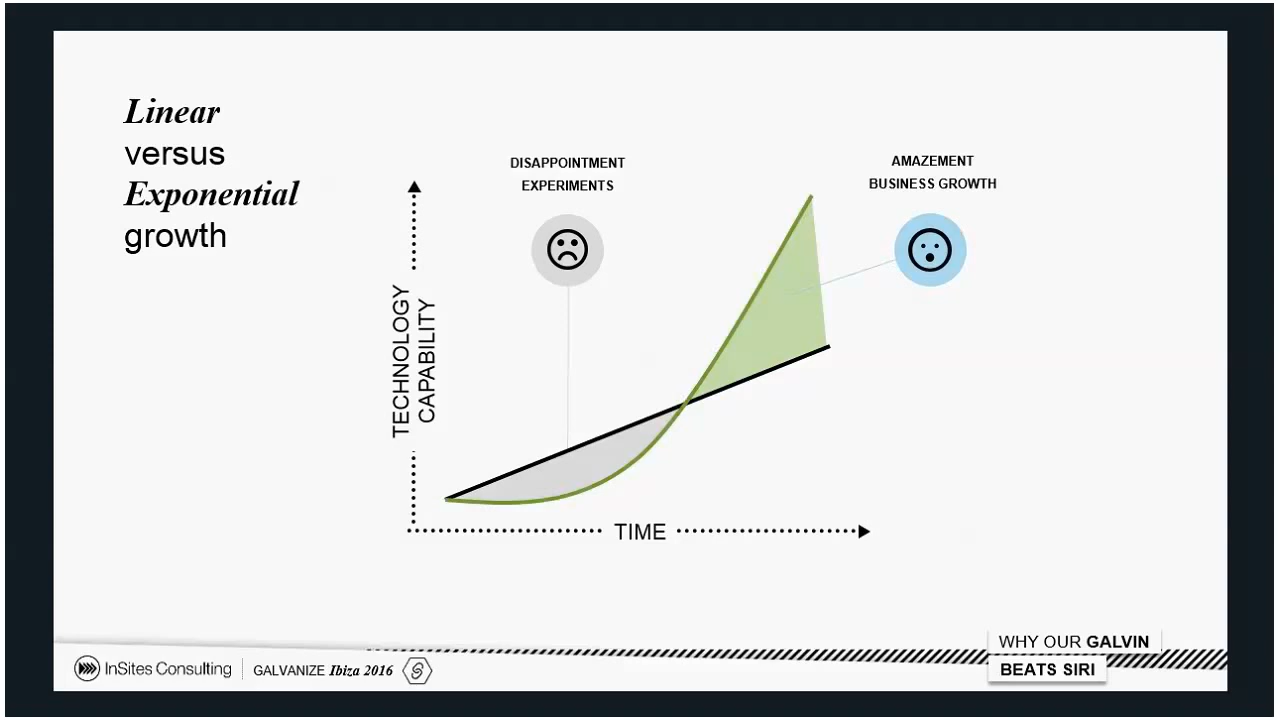 Linear
versus
Exponential
growth
DISAPPOINTMENT
EXPERIMENTS
AMAZEMENT
BUSINESS GROWTH
TECHNOLOGY
CAPABILITY
TIME
WHY OUR GALVIN
BEATS SIRI
InSites Consulting
GALVANIZE Ibiza 2016